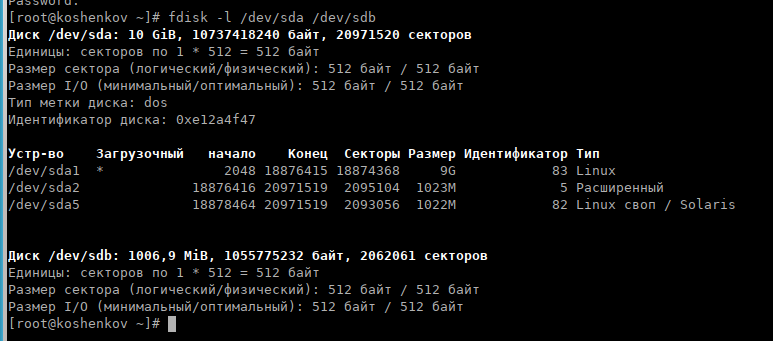 Password:
[root@koshenkov ~]# fdisk -l /dev/sda /dev/sdb
Диск /dev/sda: 10 GiB, 10737418240 байт, 20971520 секторов
Единицы: секторов по 1 * 512 = 512 байт
Размер сектора (логический/физический): 512 байт / 512 байт
Размер I/O (минимальный/оптимальный): 512 байт / 512 байт
Тип метки диска: dos
Идентификатор диска: 0xe12a4f47
Устр-во    Загрузочный   начало    Конец  Секторы Размер Идентификатор Тип
/dev/sda1  *               2048 18876415 18874368     9G            83 Linux
/dev/sda2              18876416 20971519  2095104  1023M             5 Расширенный
/dev/sda5              18878464 20971519  2093056  1022M            82 Linux своп / Solaris
Диск /dev/sdb: 1006,9 MiB, 1055775232 байт, 2062061 секторов
Единицы: секторов по 1 * 512 = 512 байт
Размер сектора (логический/физический): 512 байт / 512 байт
Размер I/O (минимальный/оптимальный): 512 байт / 512 байт
[root@koshenkov ~]#